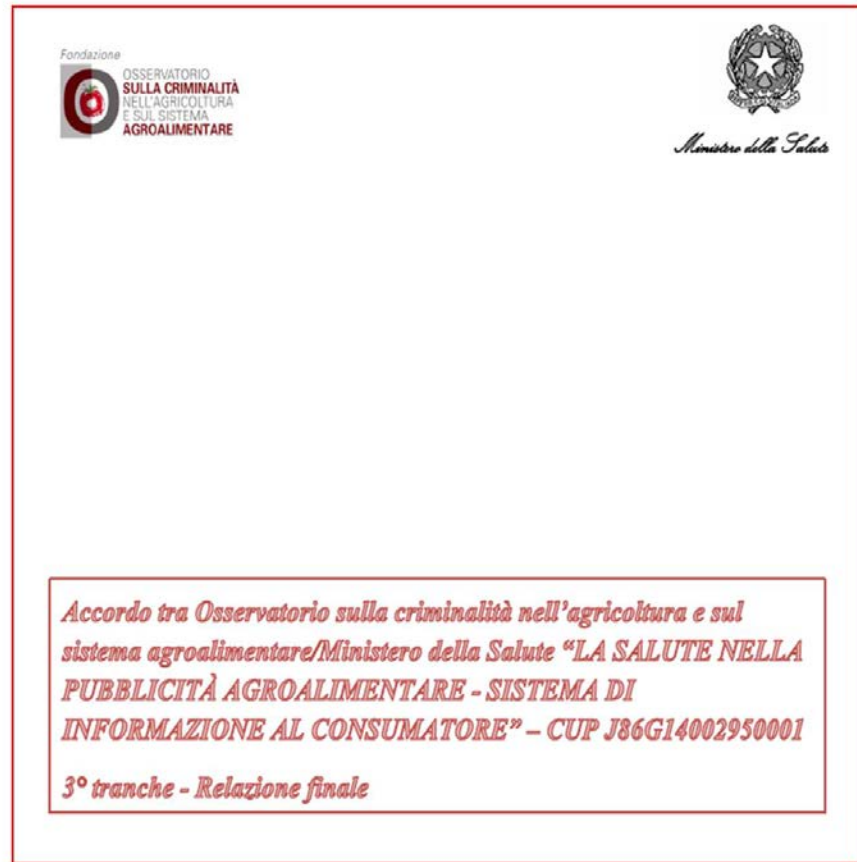 Fondazione
OSSERVATORIO
SULLA CRIMINALITÀ
NELL'AGRICOLTURA
E SUL SISTEMA
AGROALIMENTARE
Ministero della Salute
Accordo tra Osservatorio sulla criminalità nell’agricoltura e sul
sistema agroalimentare/Ministero della Salute “LA SALUTE NELLA
PUBBLICITÀ AGROALIMENTARE - SISTEMA DI
INFORMAZIONE AL CONSUMATORE” – CUP J86G14002950001
3° tranche - Relazione finale